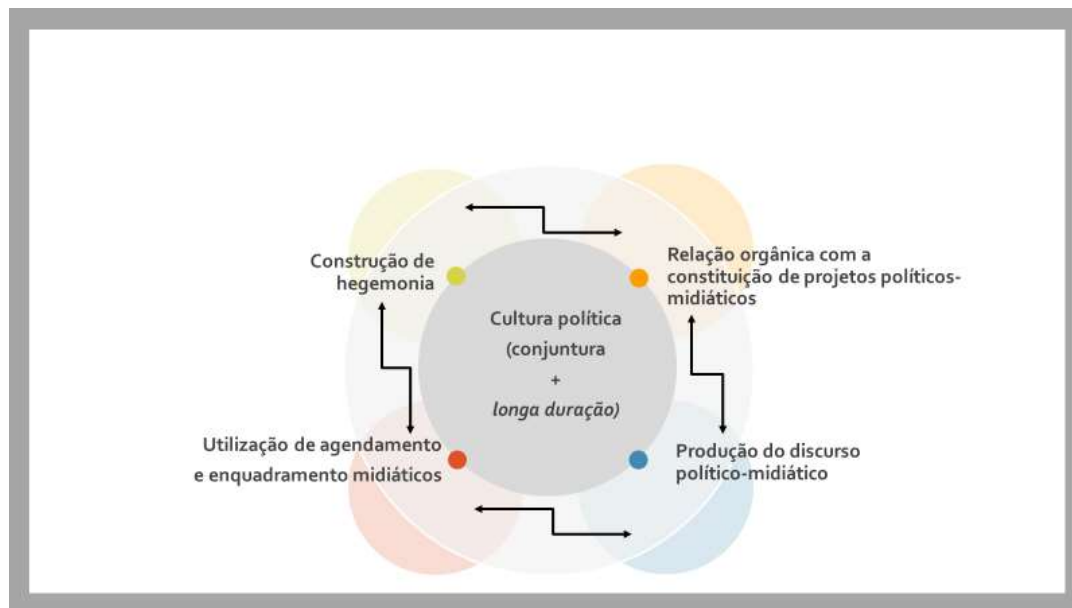 Construção de
hegemonia
Relação orgânica com a
constituição de projetos políticos-
midiáticos
Cultura política
(conjuntura
+
longa duração)
Utilização de agendamento
e enquadramento midiáticos
Produção do discurso
político-midiático